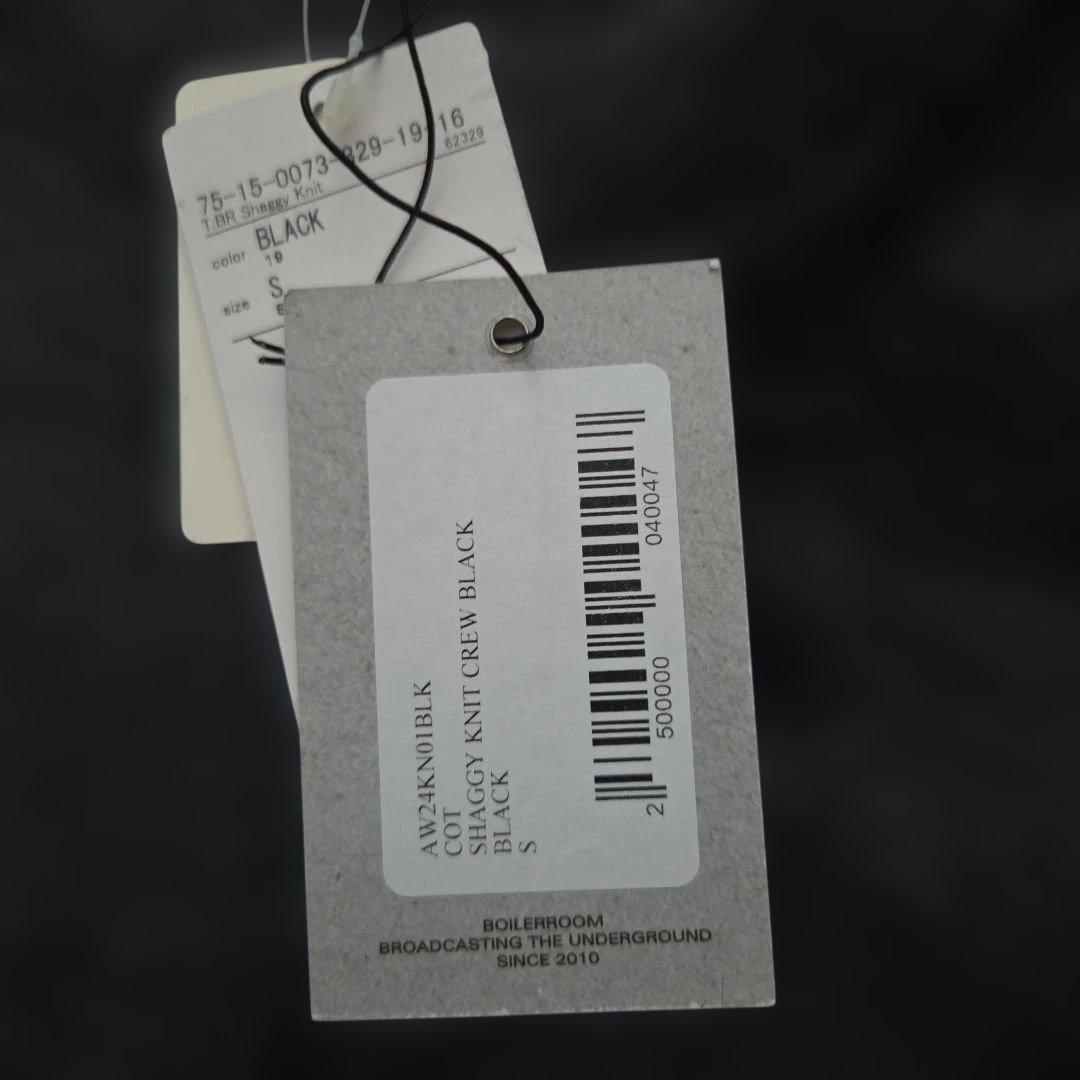 75-15-0073-329-19-16
T.BR Shaggy Knit 62329
color BLACK
19
size S
AW24KN01BLK
COT
SHAGGY KNIT CREW BLACK
BLACK
S
2 500000 040047
BOILERROOM
BROADCASTING THE UNDERGROUND
SINCE 2010